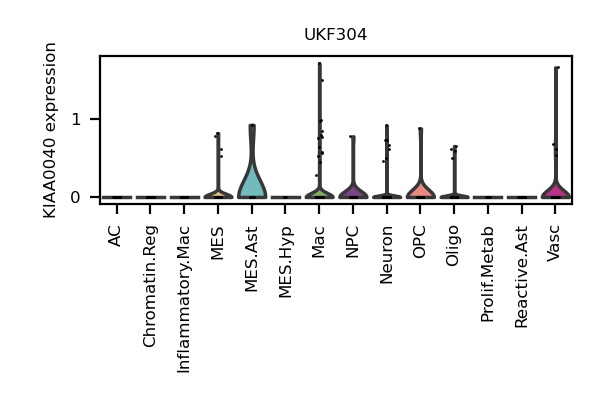 UKF304
KIAA0040 expression
1
0
AC
Chromatin.Reg
Inflammatory.Mac
MES
MES.Ast
MES.Hyp
Mac
NPC
Neuron
OPC
Oligo
Prolif.Metab
Reactive.Ast
Vasc